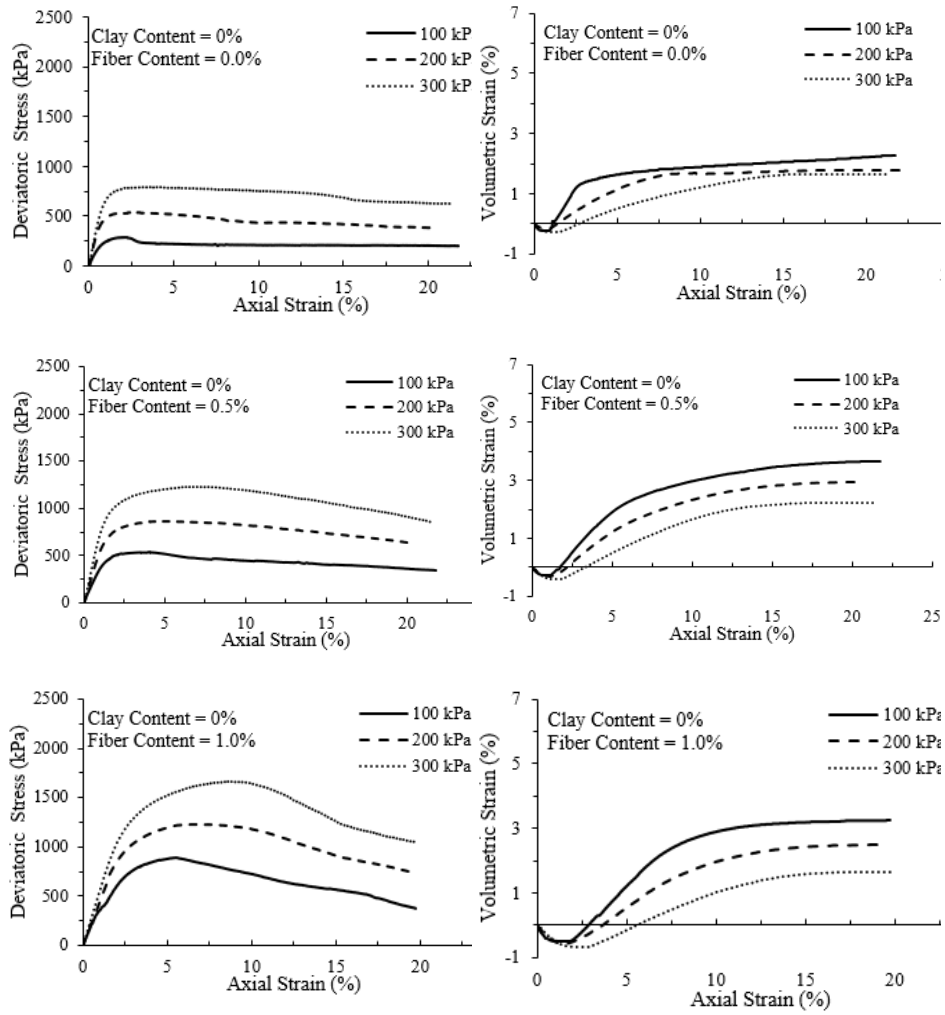 2500
2000
1500
1000
500
0
Deviatoric Stress (kPa)
Clay Content = 0%
Fiber Content = 0.0%
100 kP
200 kP
300 kP
0 5 10 15 20
Axial Strain (%)
7
5
3
1
-1
Volumetric Strain (%)
Clay Content = 0%
Fiber Content = 0.0%
100 kPa
200 kPa
300 kPa
0 5 10 15 20
Axial Strain (%)
2500
2000
1500
1000
500
0
Deviatoric Stress (kPa)
Clay Content = 0%
Fiber Content = 0.5%
100 kPa
200 kPa
300 kPa
0 5 10 15 20
Axial Strain (%)
7
5
3
1
-1
Volumetric Strain (%)
Clay Content = 0%
Fiber Content = 0.5%
100 kPa
200 kPa
300 kPa
0 5 10 15 20 25
Axial Strain (%)
2500
2000
1500
1000
500
0
Deviatoric Stress (kPa)
Clay Content = 0%
Fiber Content = 1.0%
100 kPa
200 kPa
300 kPa
0 5 10 15 20
Axial Strain (%)
7
5
3
1
-1
Volumetric Strain (%)
Clay Content = 0%
Fiber Content = 1.0%
100 kPa
200 kPa
300 kPa
0 5 10 15 20
Axial Strain (%)